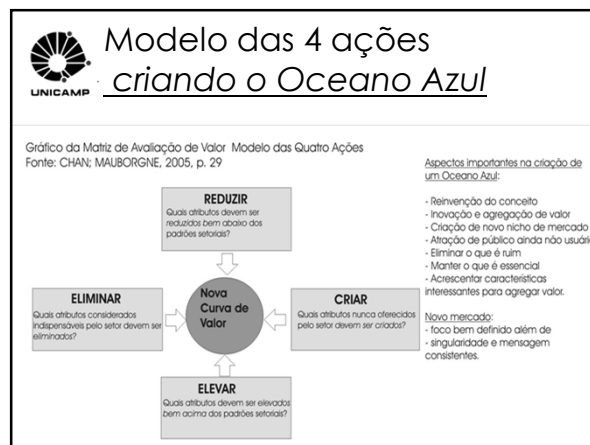 UNICAMP
Modelo das 4 ações
criando o Oceano Azul
Gráfico da Matriz de Avaliação de Valor Modelo das Quatro Ações
Fonte: CHAN; MAUBORGNE, 2005, p. 29
REDUZIR
Quais atributos devem ser
reduzidos bem abaixo dos
padrões setoriais?
ELIMINAR
Quais atributos considerados
indispensáveis pelo setor devem ser
eliminados?
Nova
Curva de
Valor
CRIAR
Quais atributos nunca oferecidos
pelo setor devem ser criados?
ELEVAR
Quais atributos devem ser elevados
bem acima dos padrões setoriais?
Aspectos importantes na criação de
um Oceano Azul:
- Reinvenção do conceito
- Inovação e agregação de valor
- Criação de novo nicho de mercado
- Atração de público ainda não usuári
- Eliminar o que é ruim
- Manter o que é essencial
- Acrescentar características
interessantes para agregar valor.
Novo mercado:
- foco bem definido além de
- singularidade e mensagem
consistentes.